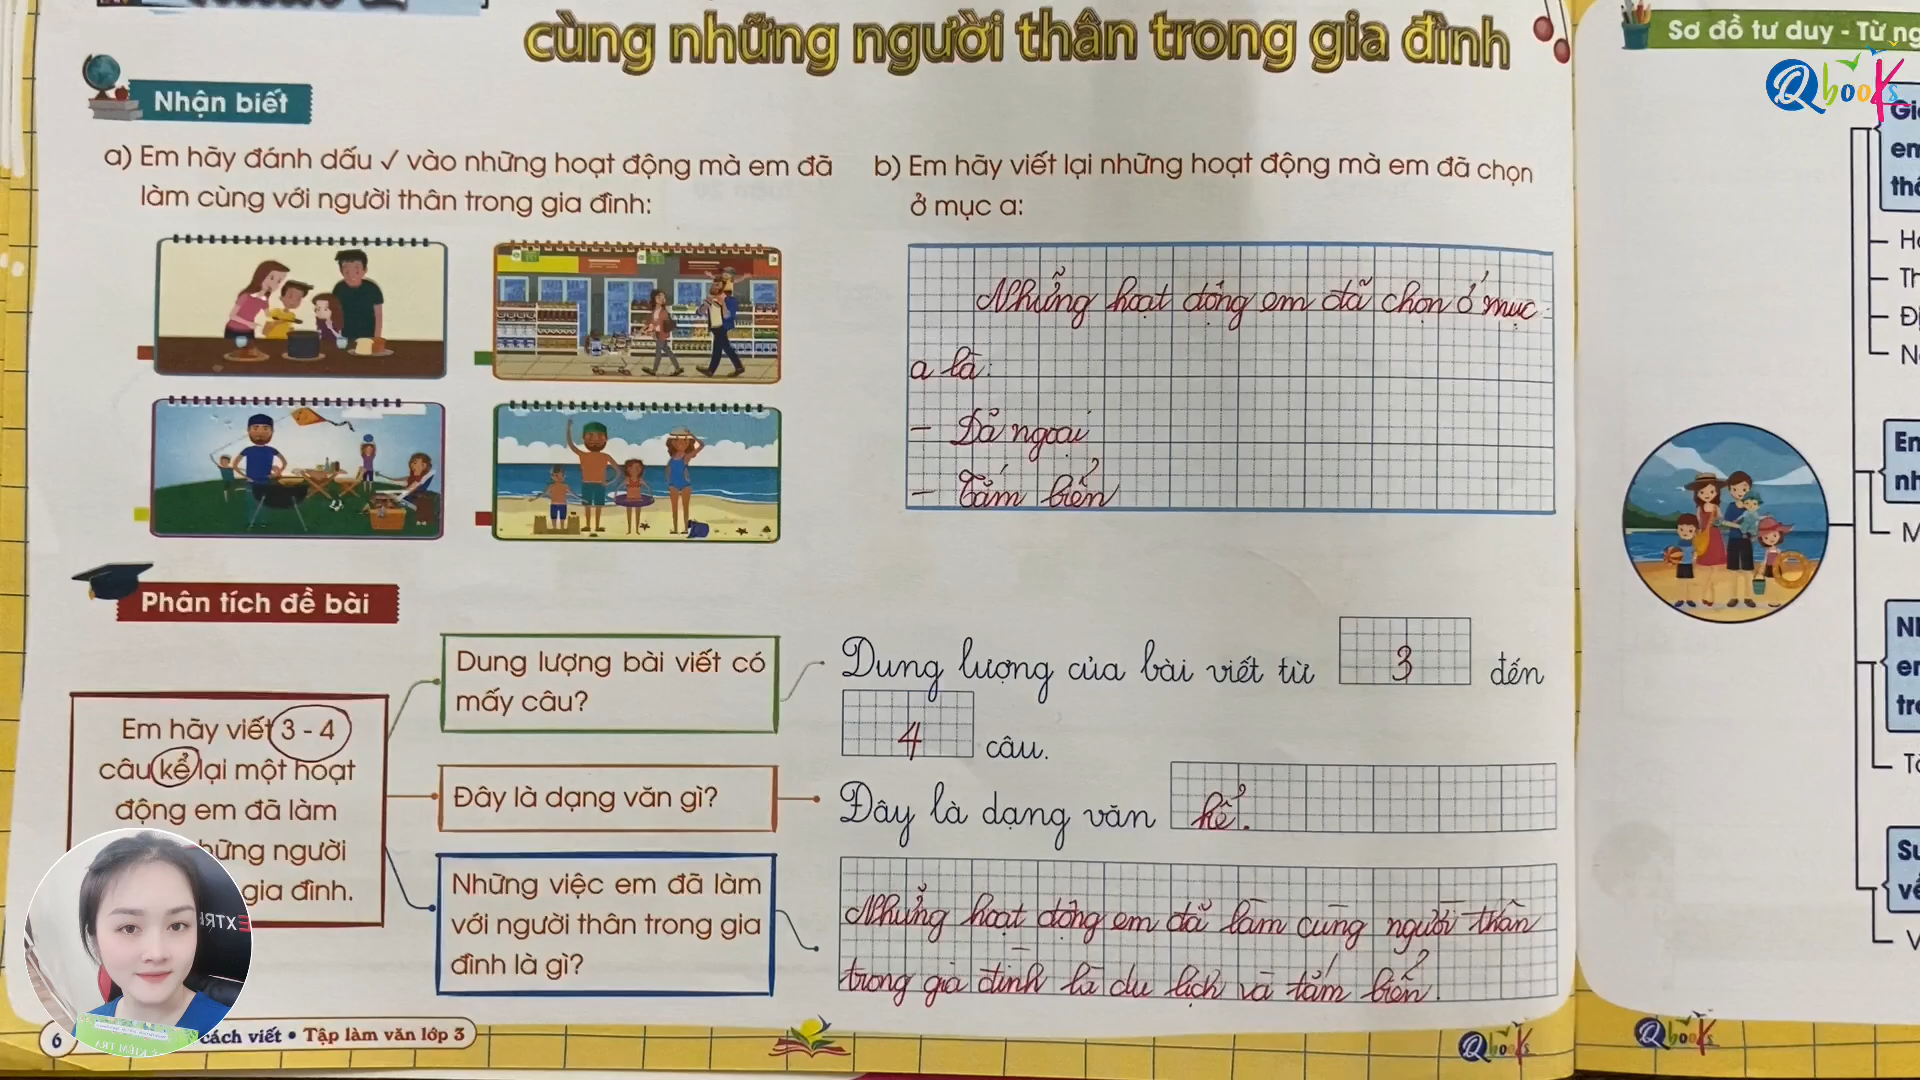 cùng những người thân trong gia đình
Nhận biết
a) Em hãy đánh dấu ✓ vào những hoạt động mà em đã
làm cùng với người thân trong gia đình:
b) Em hãy viết lại những hoạt động mà em đã chọn
ở mục a:
Những hoạt động em đã chọn ở mục
a là:
- Dã ngoại
- Tắm biển
Phân tích đề bài
Em hãy viết 3 - 4
câu kể lại một hoạt
động em đã làm
những người
gia đình.
Dung lượng bài viết có
mấy câu?
Dung lượng của bài viết từ 3 đến
4 câu.
Đây là dạng văn gì?
Đây là dạng văn kể.
Những việc em đã làm
với người thân trong gia
đình là gì?
Những hoạt động em đã làm cùng người thân
trong gia đình là du lịch và tắm biển.
6 cách viết • Tập làm văn lớp 3
Qbooks
Sơ đồ tư duy - Từ ng
Qbooks
Qbooks